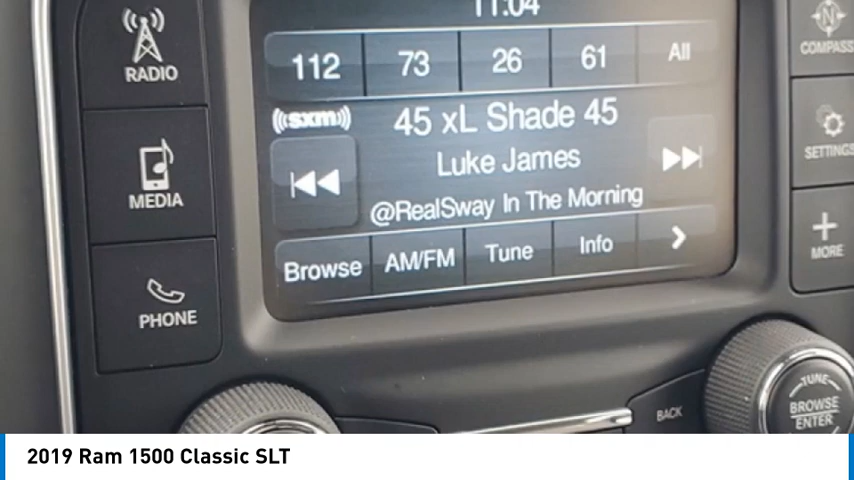 11:04
RADIO
112 73 26 61 All
N
COMPASS
((sxm))
45 xL Shade 45
Luke James
@RealSway In The Morning
MEDIA
SETTINGS
Browse AM/FM Tune Info
MORE
PHONE
BACK
TUNE
BROWSE
ENTER
2019 Ram 1500 Classic SLT